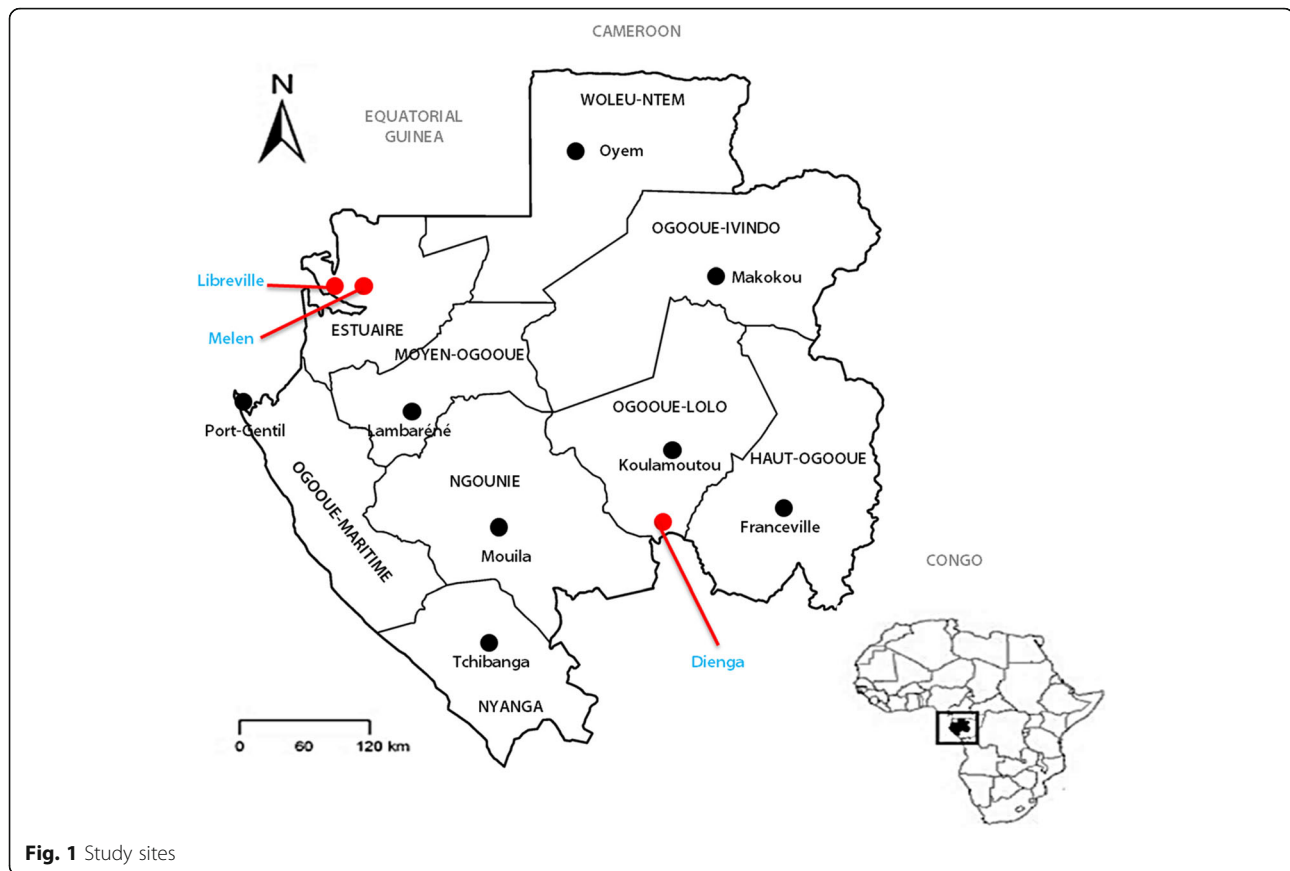 CAMEROON
N
WOLEU-NTEM
EQUATORIAL
GUINEA
Oyem
OGOOUE-IVINDO
Makokou
Libreville
Melen
ESTUAIRE
MOYEN-OGOOUE
Port-Gentil
Lambaréné
OGOOUE-LOLO
Koulamoutou
HAUT-OGOOUE
NGOUNIE
OGOOUE-MARITIME
Mouila
Franceville
CONGO
Tchibanga
Dienga
NYANGA
0 60 120 km
Fig. 1 Study sites